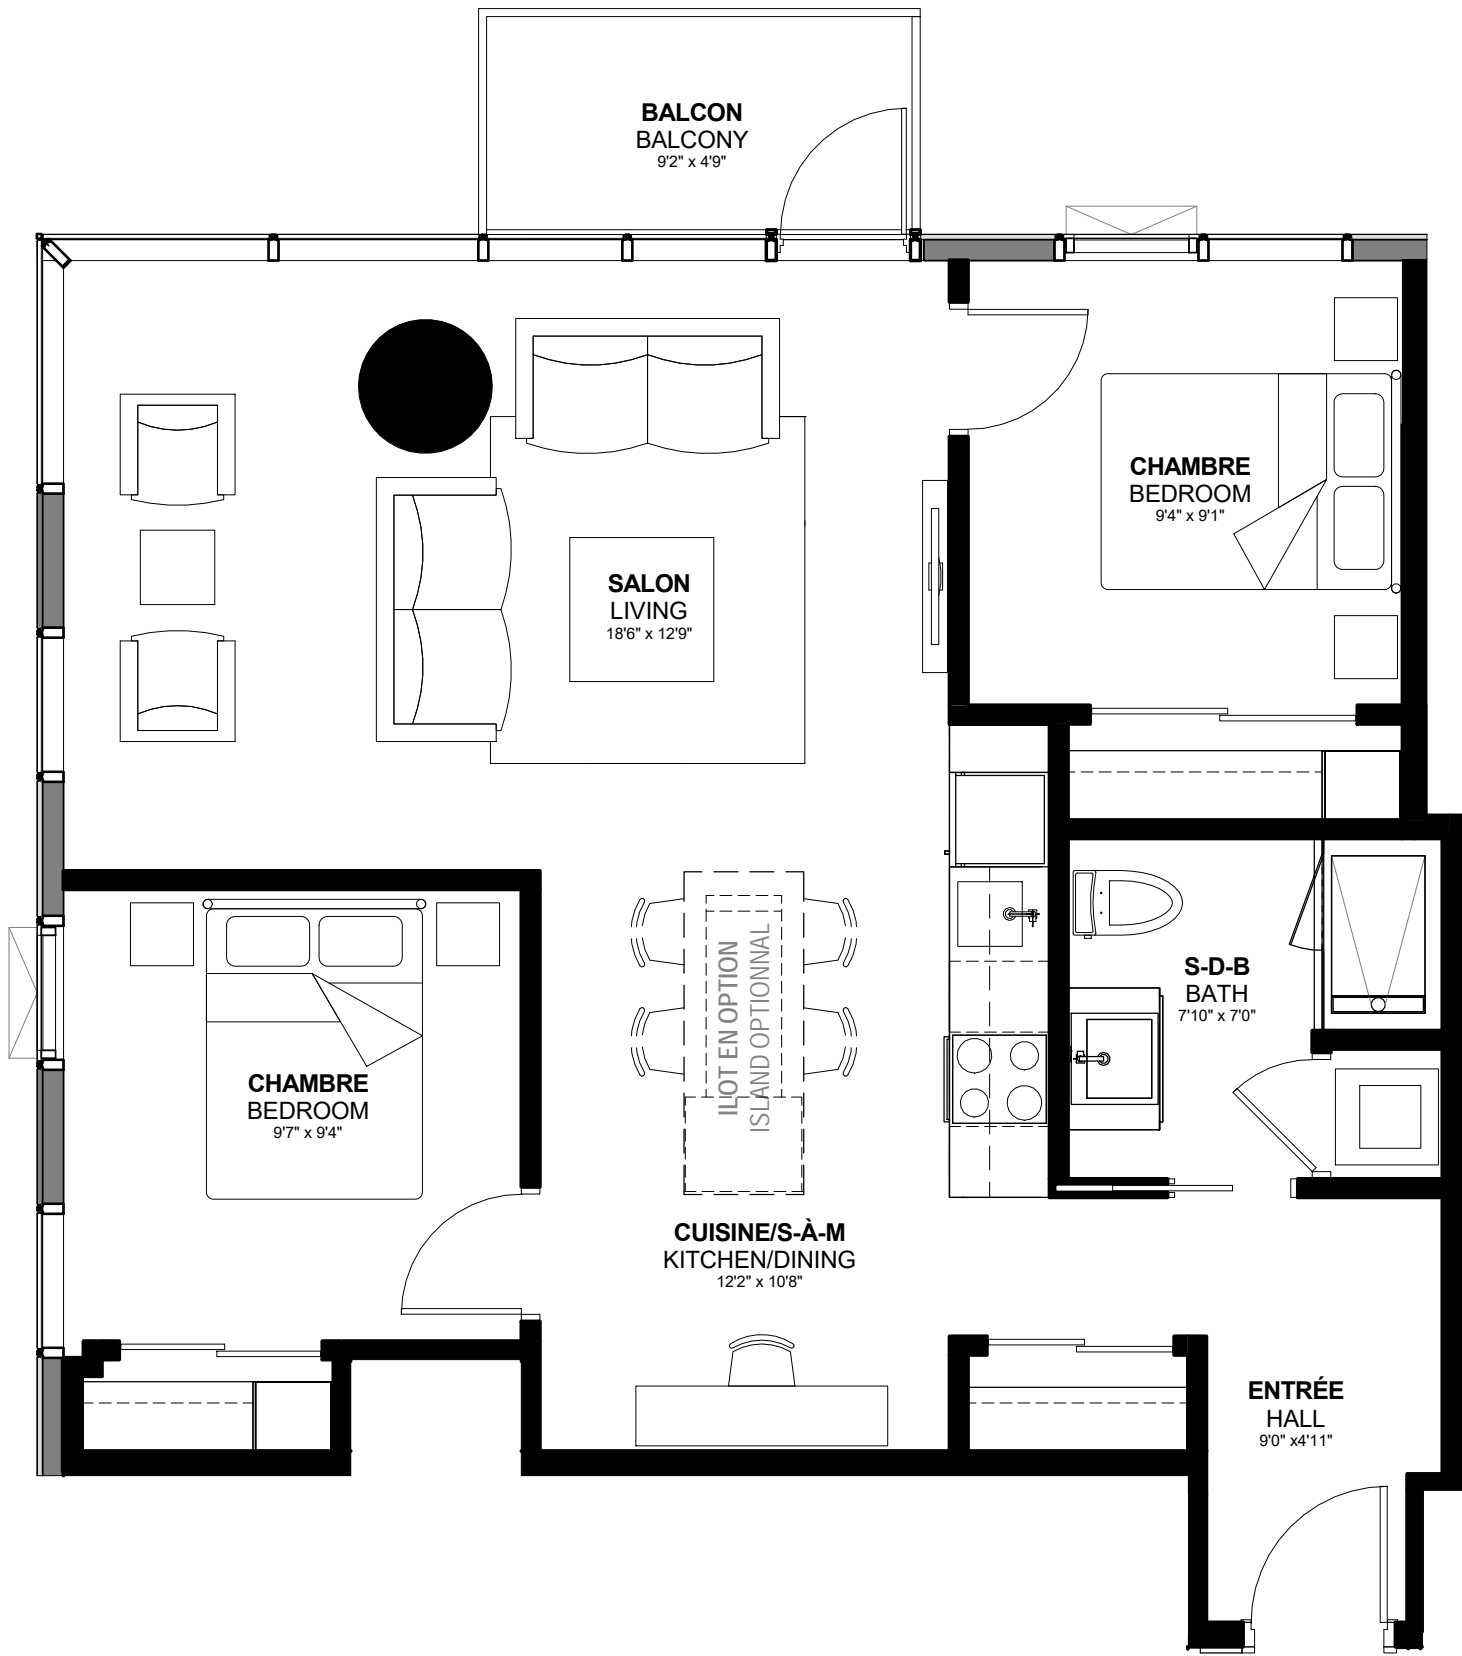 BALCON
BALCONY
9'2" x 4'9"
CHAMBRE
BEDROOM
9'4" x 9'1"
SALON
LIVING
18'6" x 12'9"
ILOT EN OPTION
ISLAND OPTIONNAL
S-D-B
BATH
7'10" x 7'0"
CHAMBRE
BEDROOM
9'7" x 9'4"
CUISINE/S-À-M
KITCHEN/DINING
12'2" x 10'8"
ENTRÉE
HALL
9'0" x4'11"